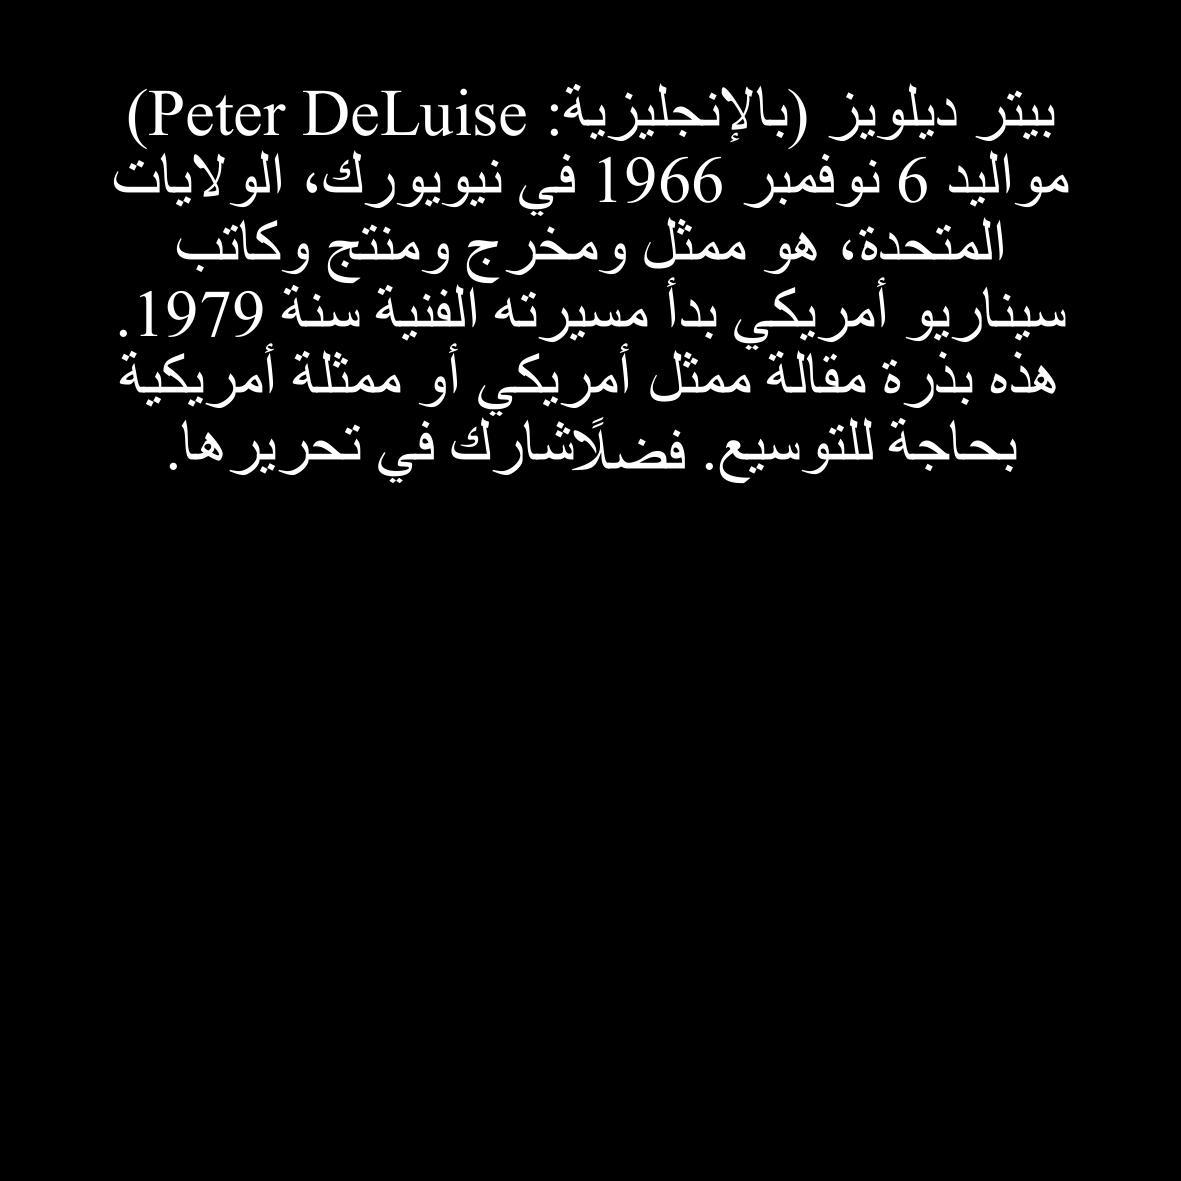 بيتر ديلويز (بالإنجليزية: Peter DeLuise)
مواليد 6 نوفمبر 1966 في نيويورك، الولايات
المتحدة، هو ممثل ومخرج ومنتج وكاتب
سيناريو أمريكي بدأ مسيرته الفنية سنة 1979.
هذه بذرة مقالة ممثل أمريكي أو ممثلة أمريكية
بحاجة للتوسيع. فضلًاشارك في تحريرها.